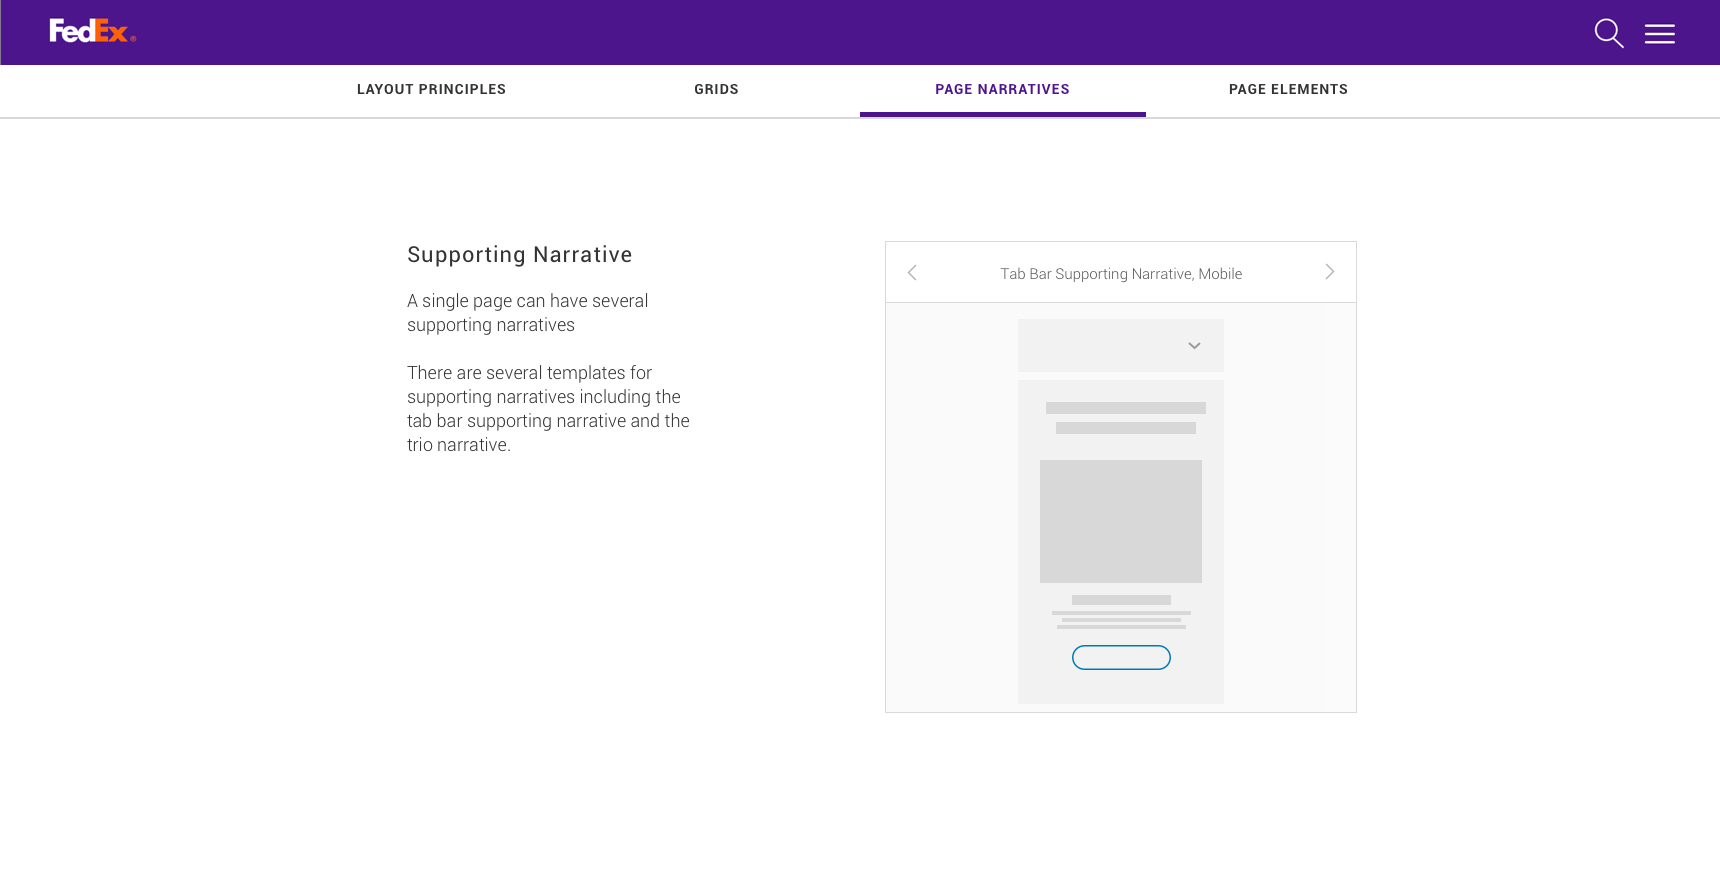 FedEx®
LAYOUT PRINCIPLES
GRIDS
PAGE NARRATIVES
PAGE ELEMENTS
Supporting Narrative
A single page can have several
supporting narratives
There are several templates for
supporting narratives including the
tab bar supporting narrative and the
trio narrative.
Tab Bar Supporting Narrative, Mobile